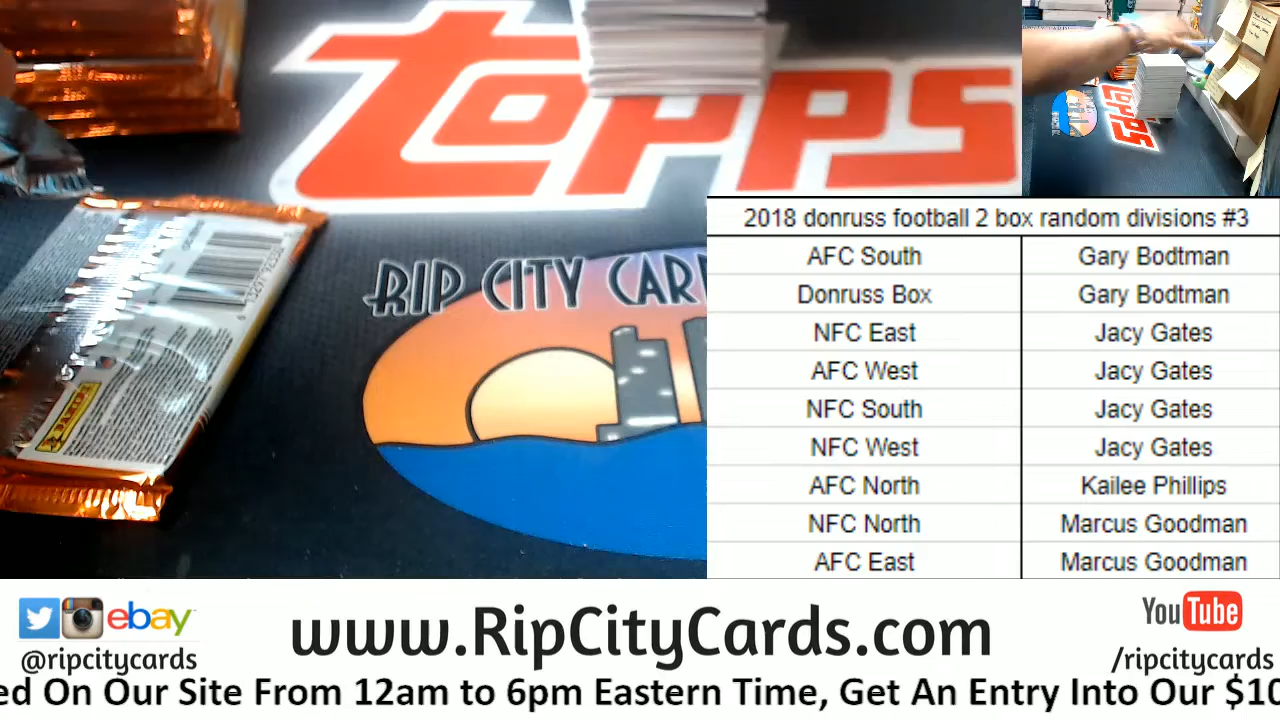 topps
RIP CITY CAR
PANINI
2018 donruss football 2 box random divisions #3
AFC South Gary Bodtman
Donruss Box Gary Bodtman
NFC East Jacy Gates
AFC West Jacy Gates
NFC South Jacy Gates
NFC West Jacy Gates
AFC North Kailee Phillips
NFC North Marcus Goodman
AFC East Marcus Goodman
topps
ebay
@ripcitycards
www.RipCityCards.com
YouTube
/ripcitycards
ed On Our Site From 12am to 6pm Eastern Time, Get An Entry Into Our $10